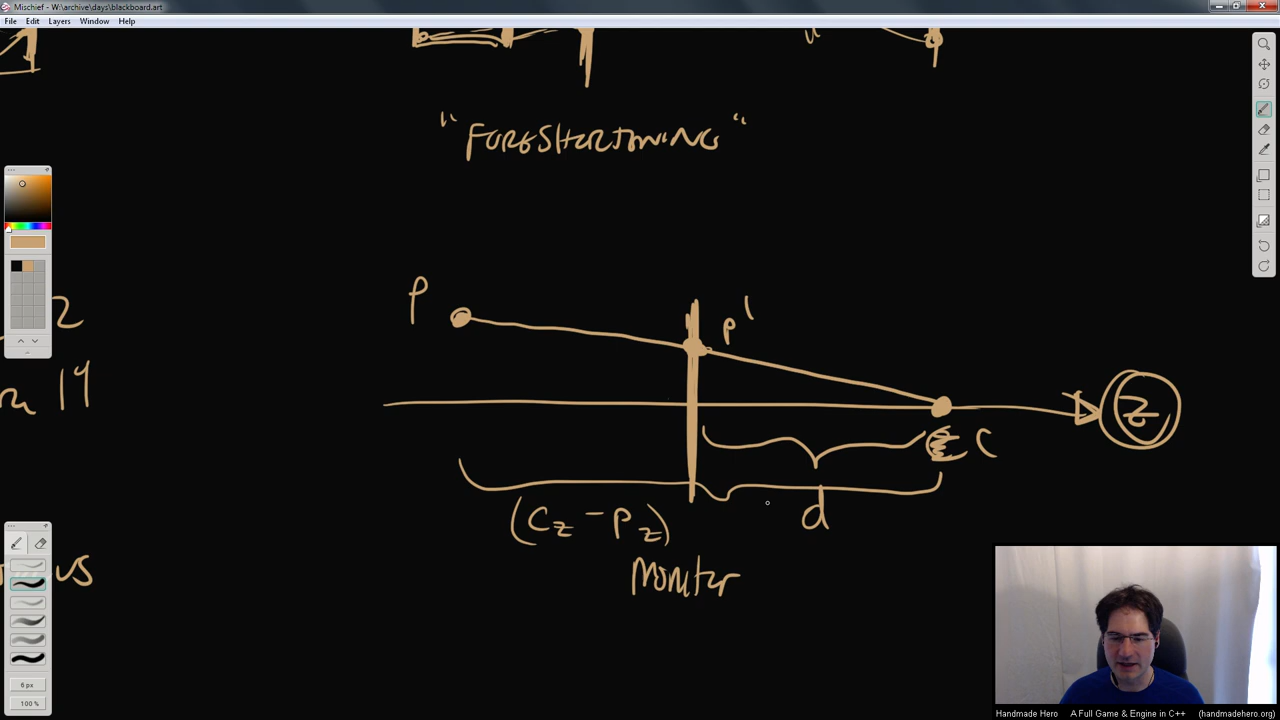 Mischief - W:\archive\days\blackboard.art
File Edit Layers Window Help
"FORESHORTENING"
P
P'
2
19
Z
C
d
(Cz - Pz)
Monitor
us
6 px
100 %
Handmade Hero A Full Game & Engine in C++ (handmadehero.org)